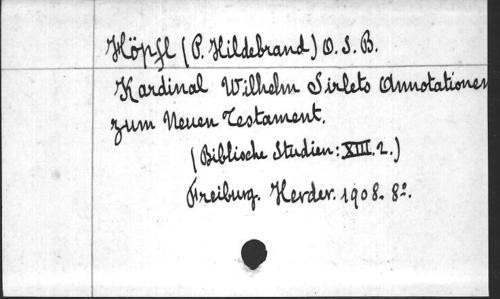 Höpfl (P. Hildebrand) O. S. B.
Kardinal Wilhelm Sirlets Annotationen
zum Neuen Testament.
(Biblische Studien: XIII. 2.)
Freiburg. Herder. 1908. 8°.